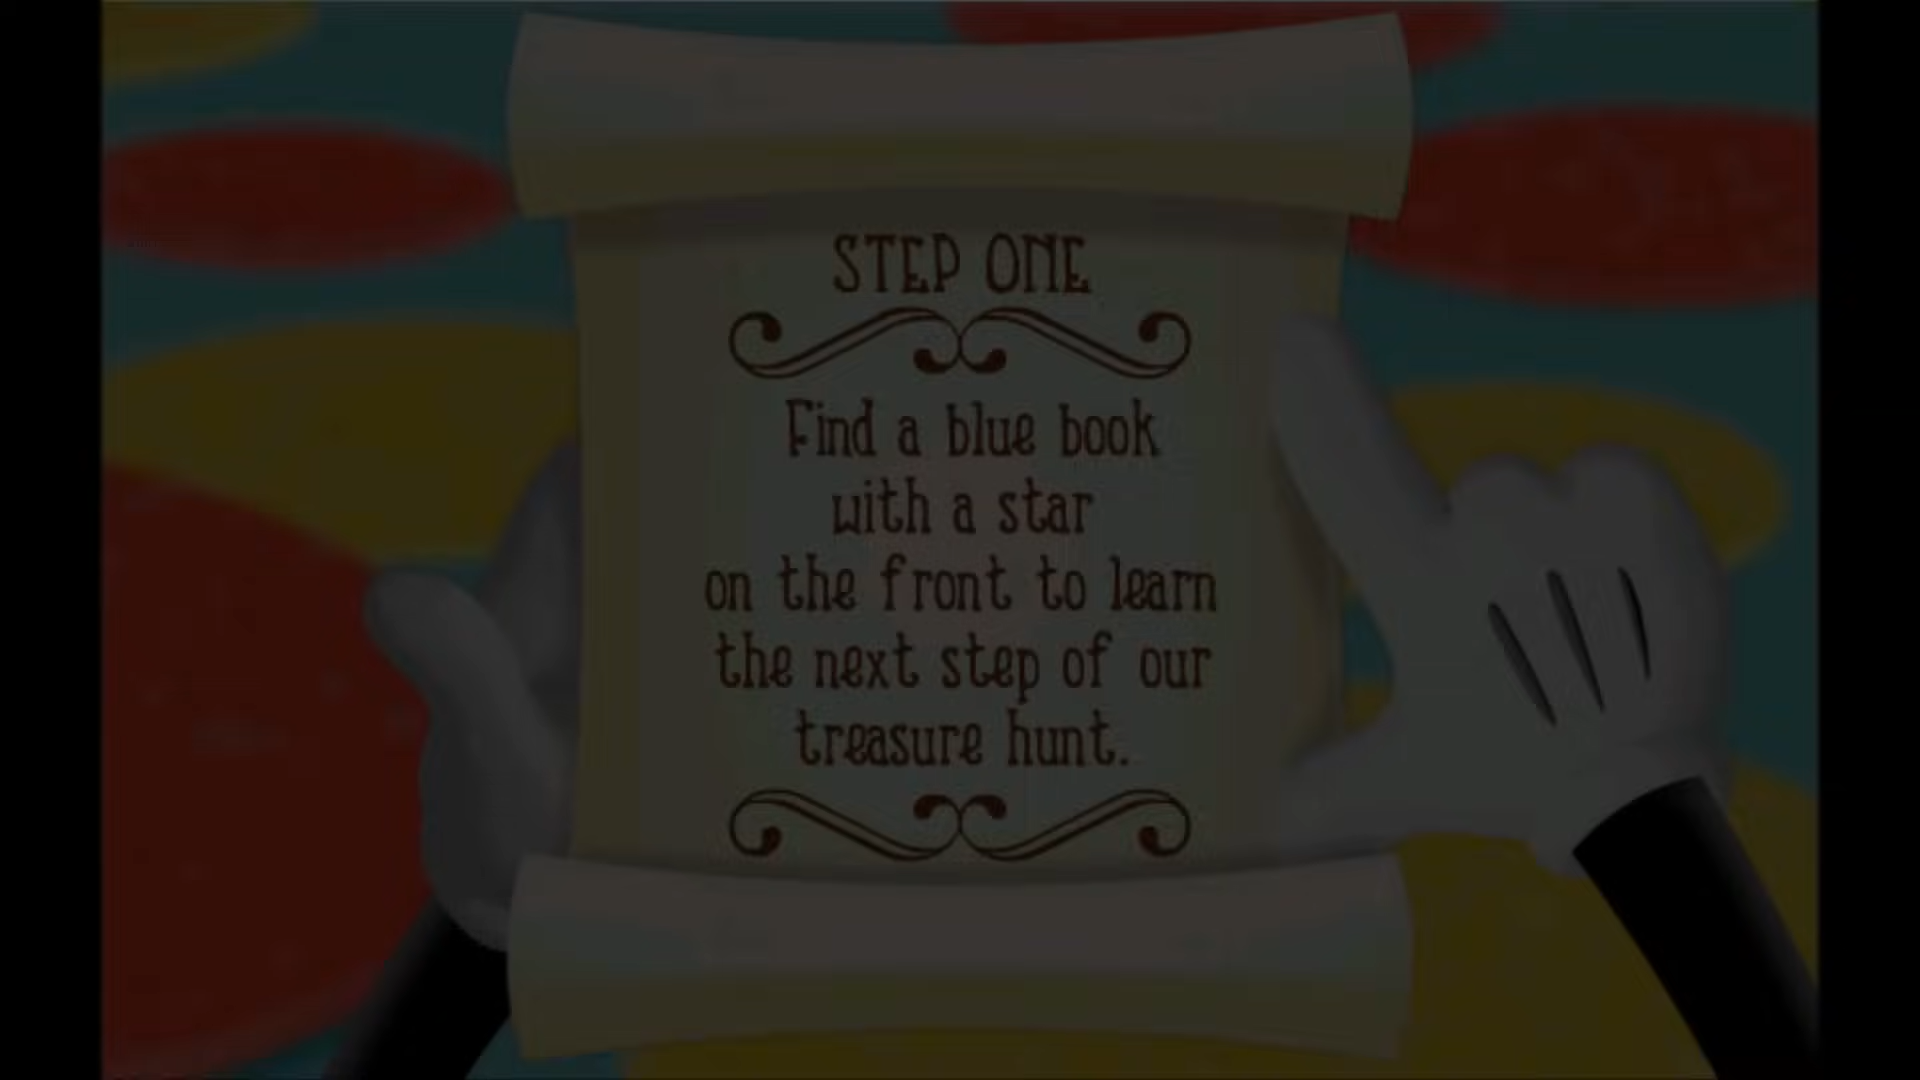 STEP ONE
Find a blue book
with a star
on the front to learn
the next step of our
treasure hunt.